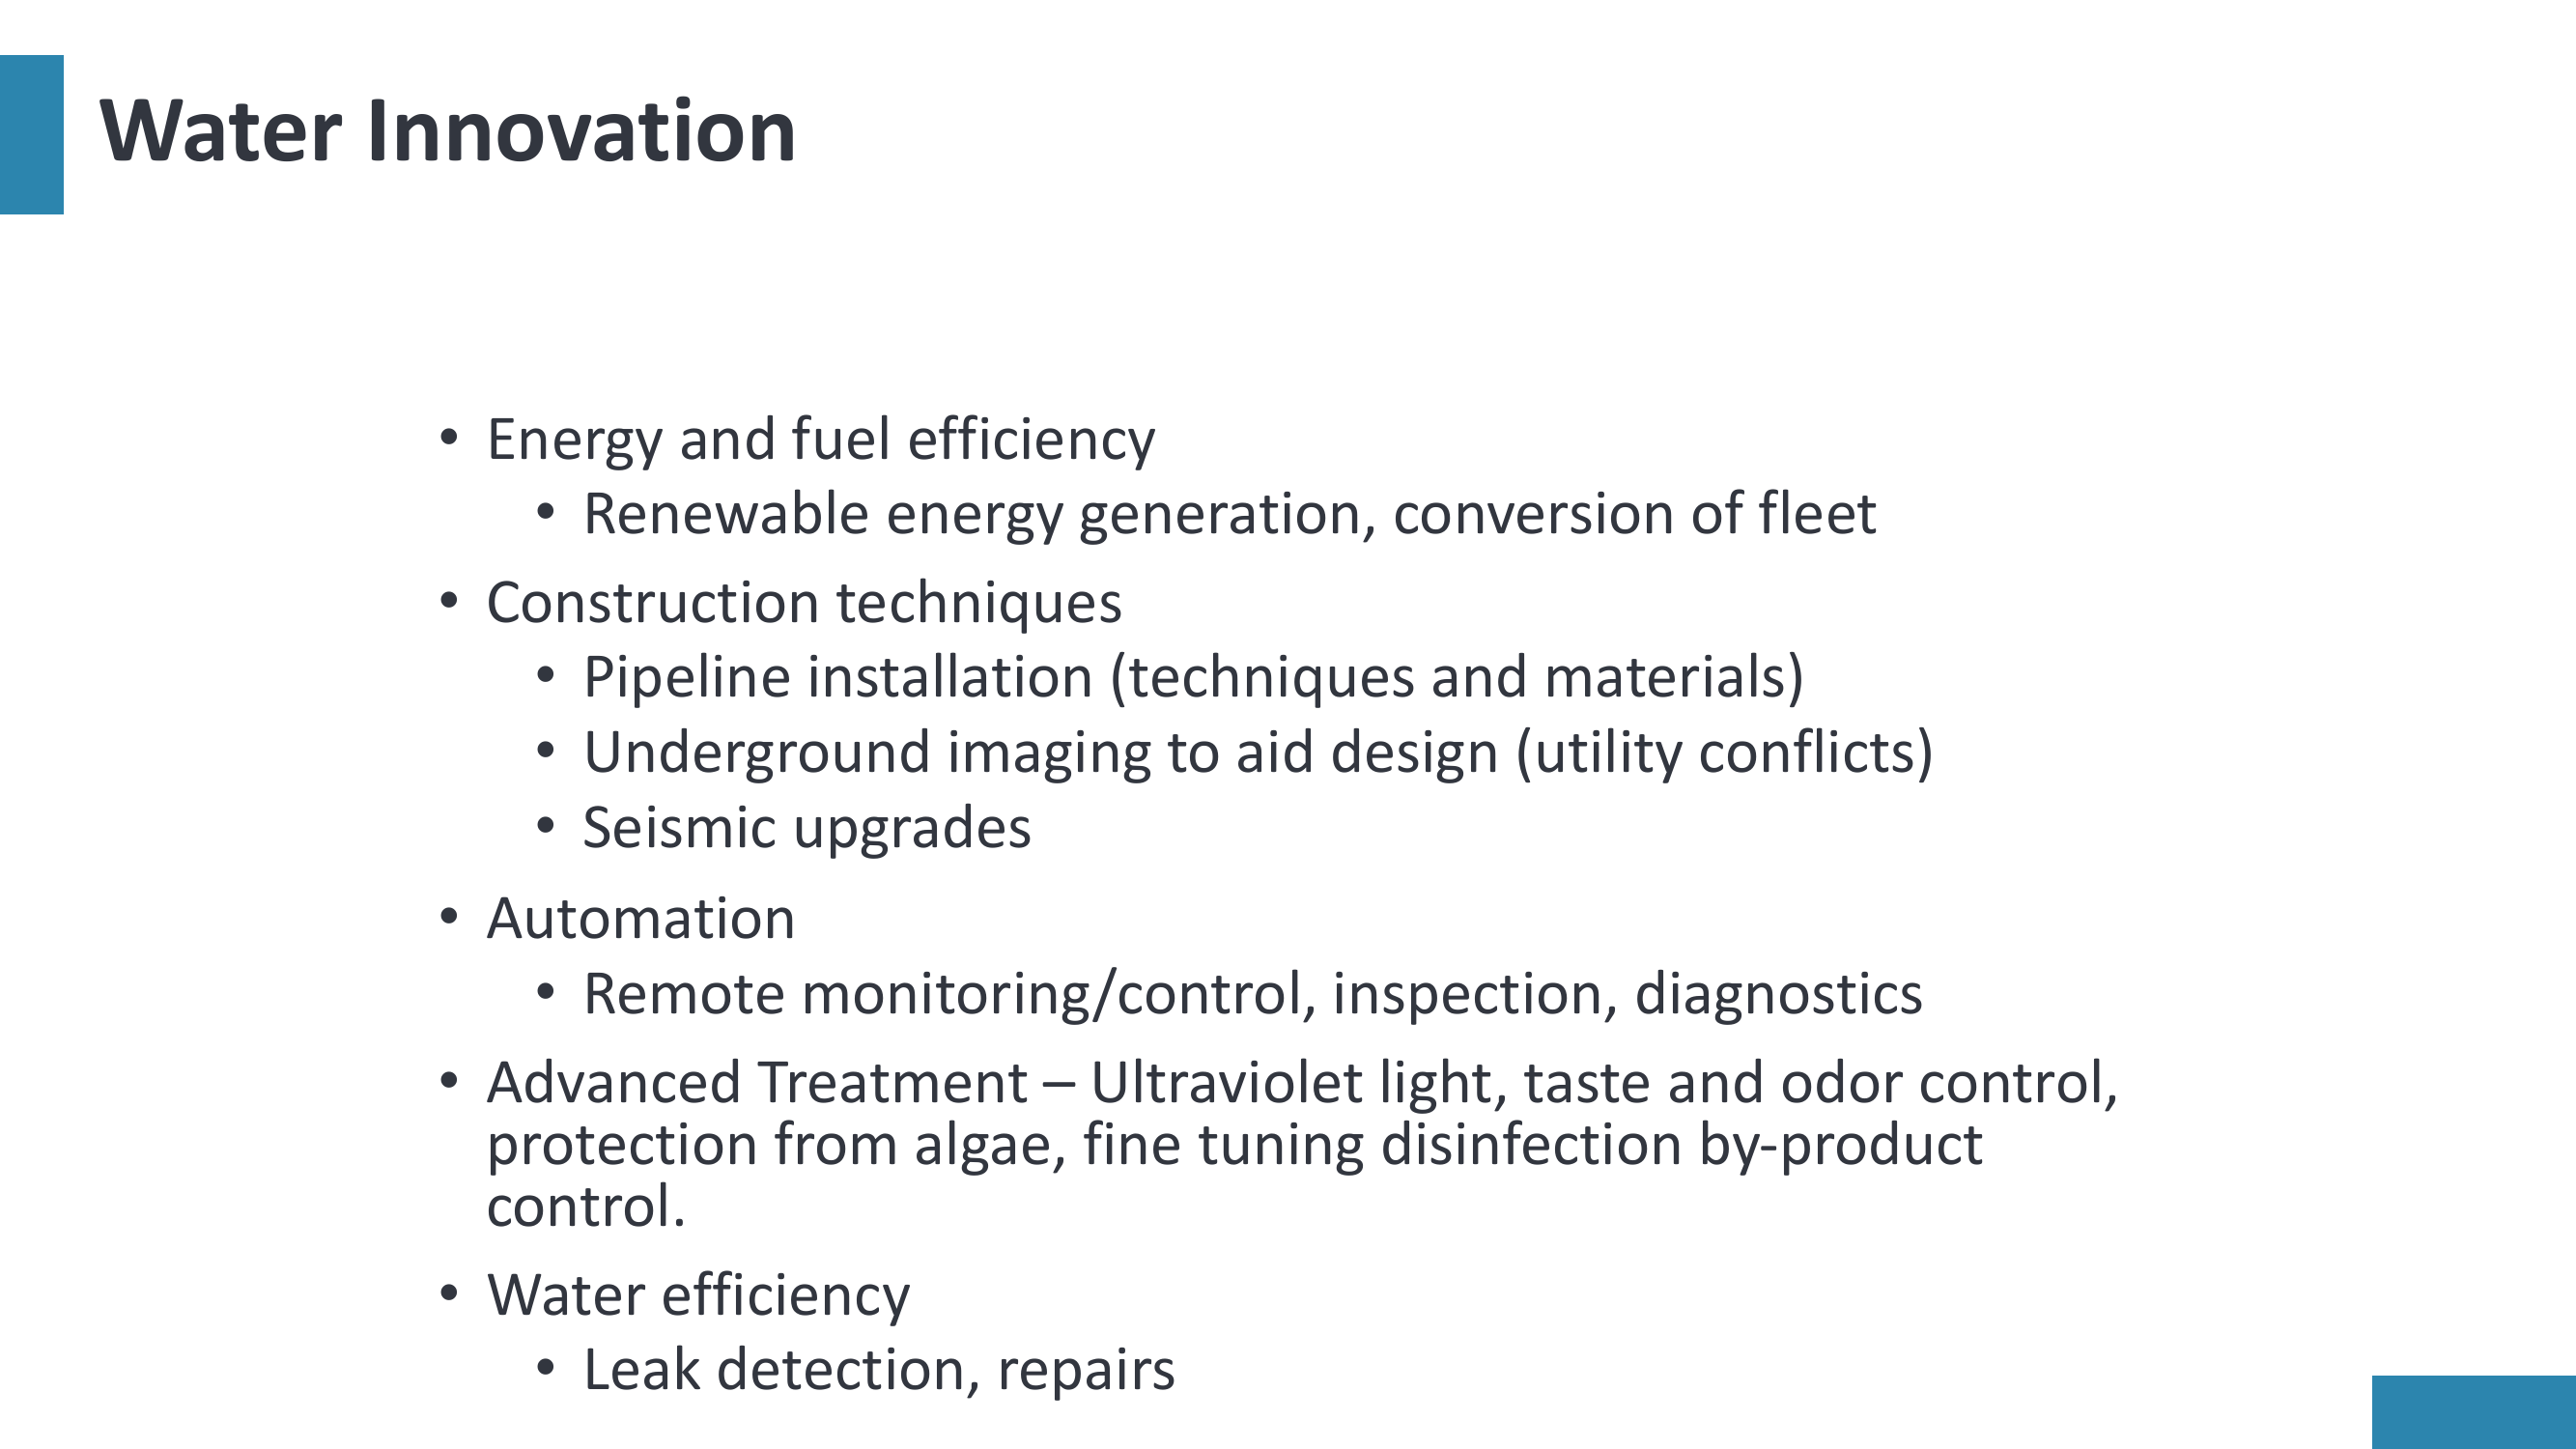 Water Innovation
• Energy and fuel efficiency
• Renewable energy generation, conversion of fleet
• Construction techniques
• Pipeline installation (techniques and materials)
• Underground imaging to aid design (utility conflicts)
• Seismic upgrades
• Automation
• Remote monitoring/control, inspection, diagnostics
• Advanced Treatment – Ultraviolet light, taste and odor control,
protection from algae, fine tuning disinfection by-product
control.
• Water efficiency
• Leak detection, repairs